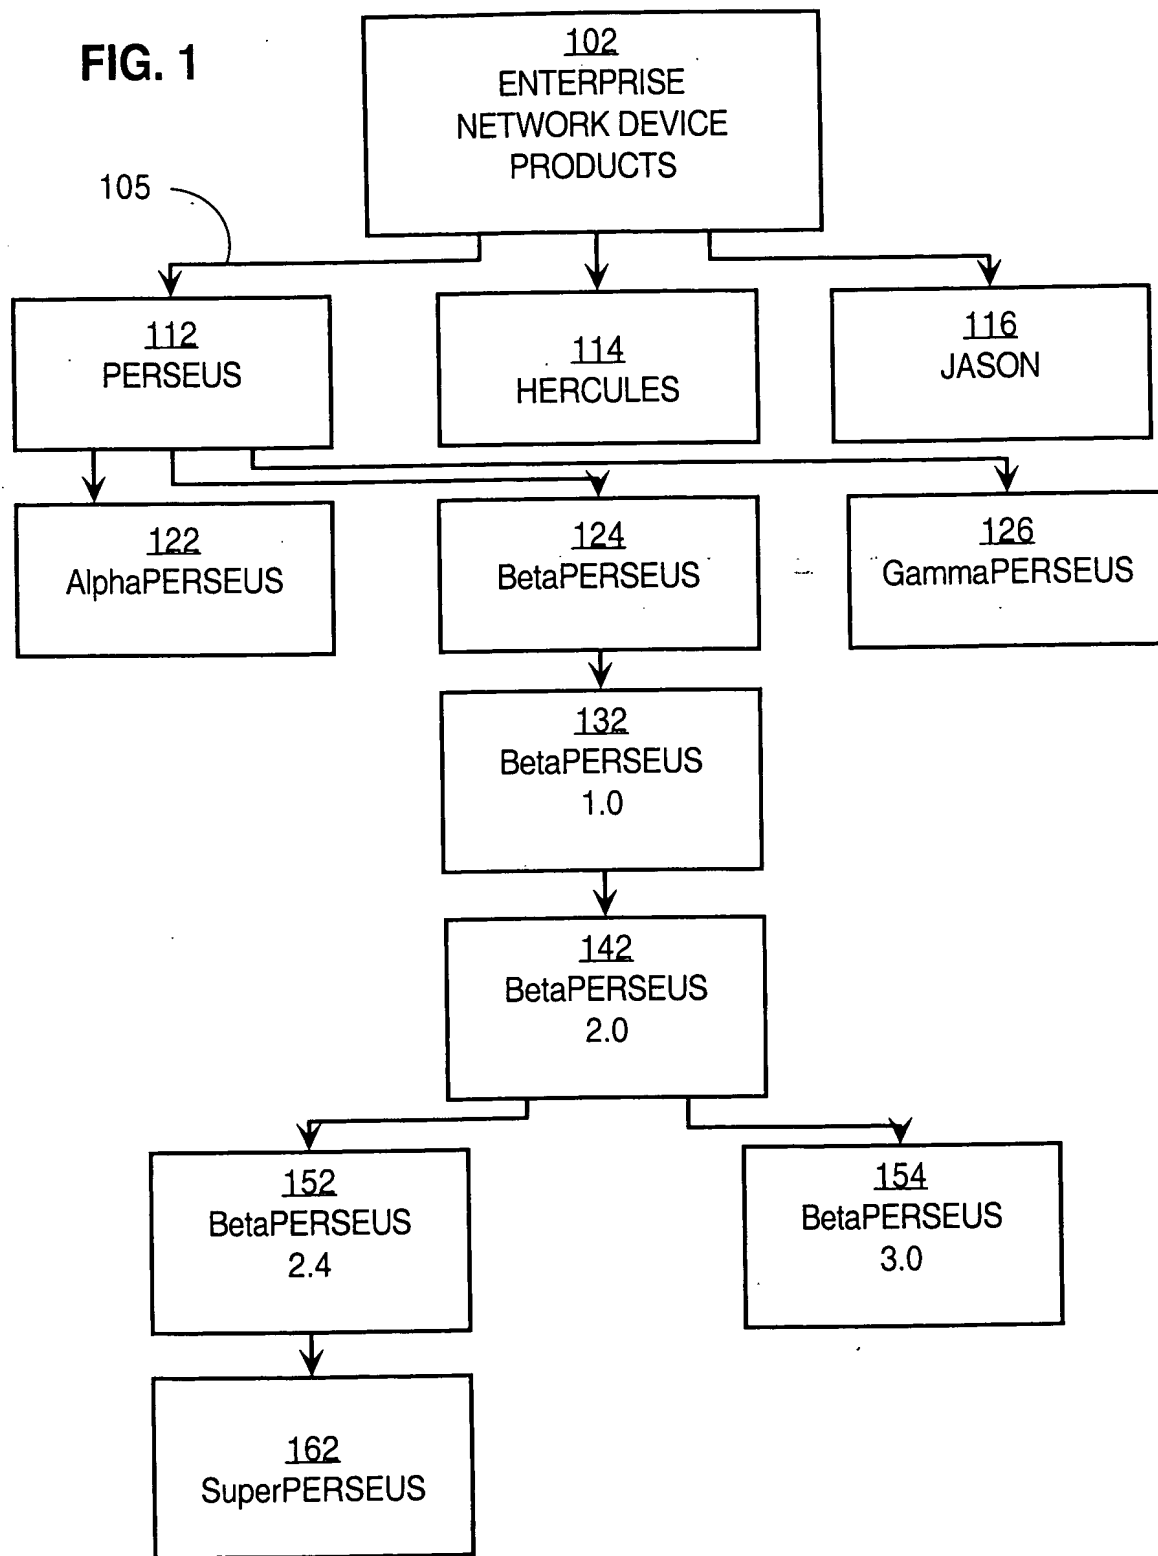 FIG. 1
102
ENTERPRISE
NETWORK DEVICE
PRODUCTS
105
112
PERSEUS
114
HERCULES
116
JASON
122
AlphaPERSEUS
124
BetaPERSEUS
126
GammaPERSEUS
132
BetaPERSEUS
1.0
142
BetaPERSEUS
2.0
152
BetaPERSEUS
2.4
154
BetaPERSEUS
3.0
162
SuperPERSEUS